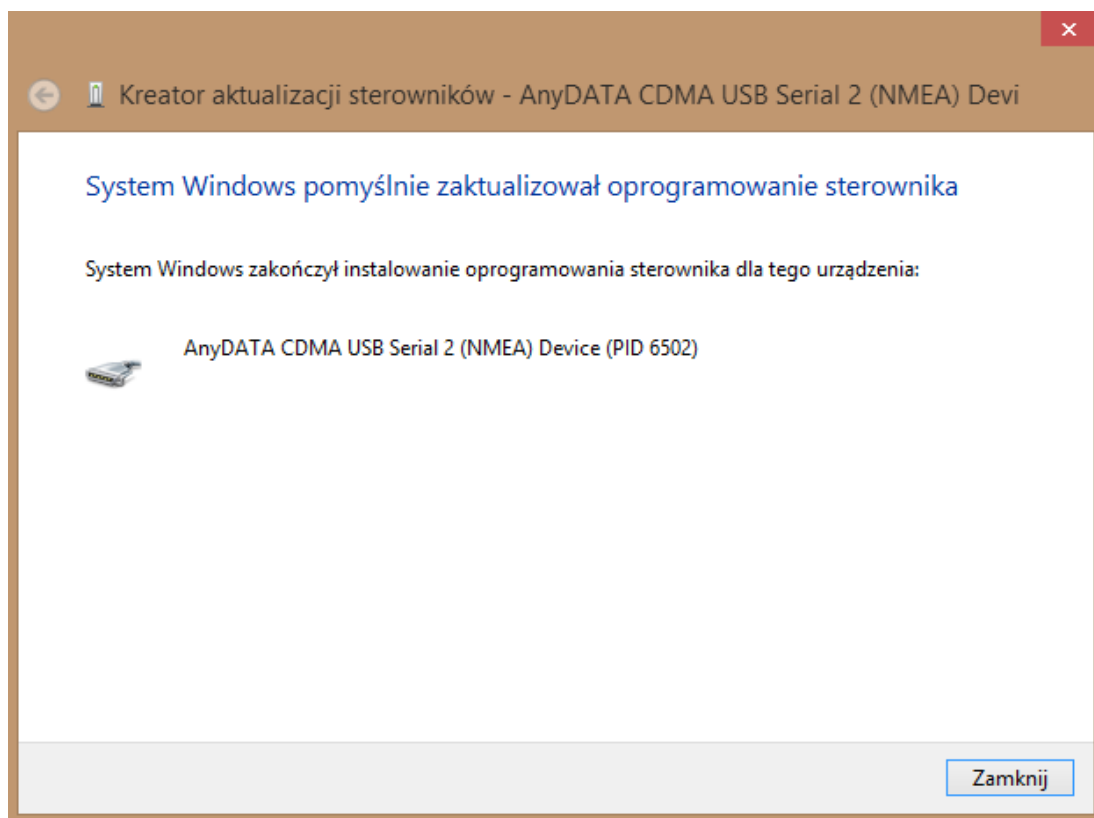 Kreator aktualizacji sterowników - AnyDATA CDMA USB Serial 2 (NMEA) Devi
System Windows pomyślnie zaktualizował oprogramowanie sterownika
System Windows zakończył instalowanie oprogramowania sterownika dla tego urządzenia:
AnyDATA CDMA USB Serial 2 (NMEA) Device (PID 6502)
Zamknij